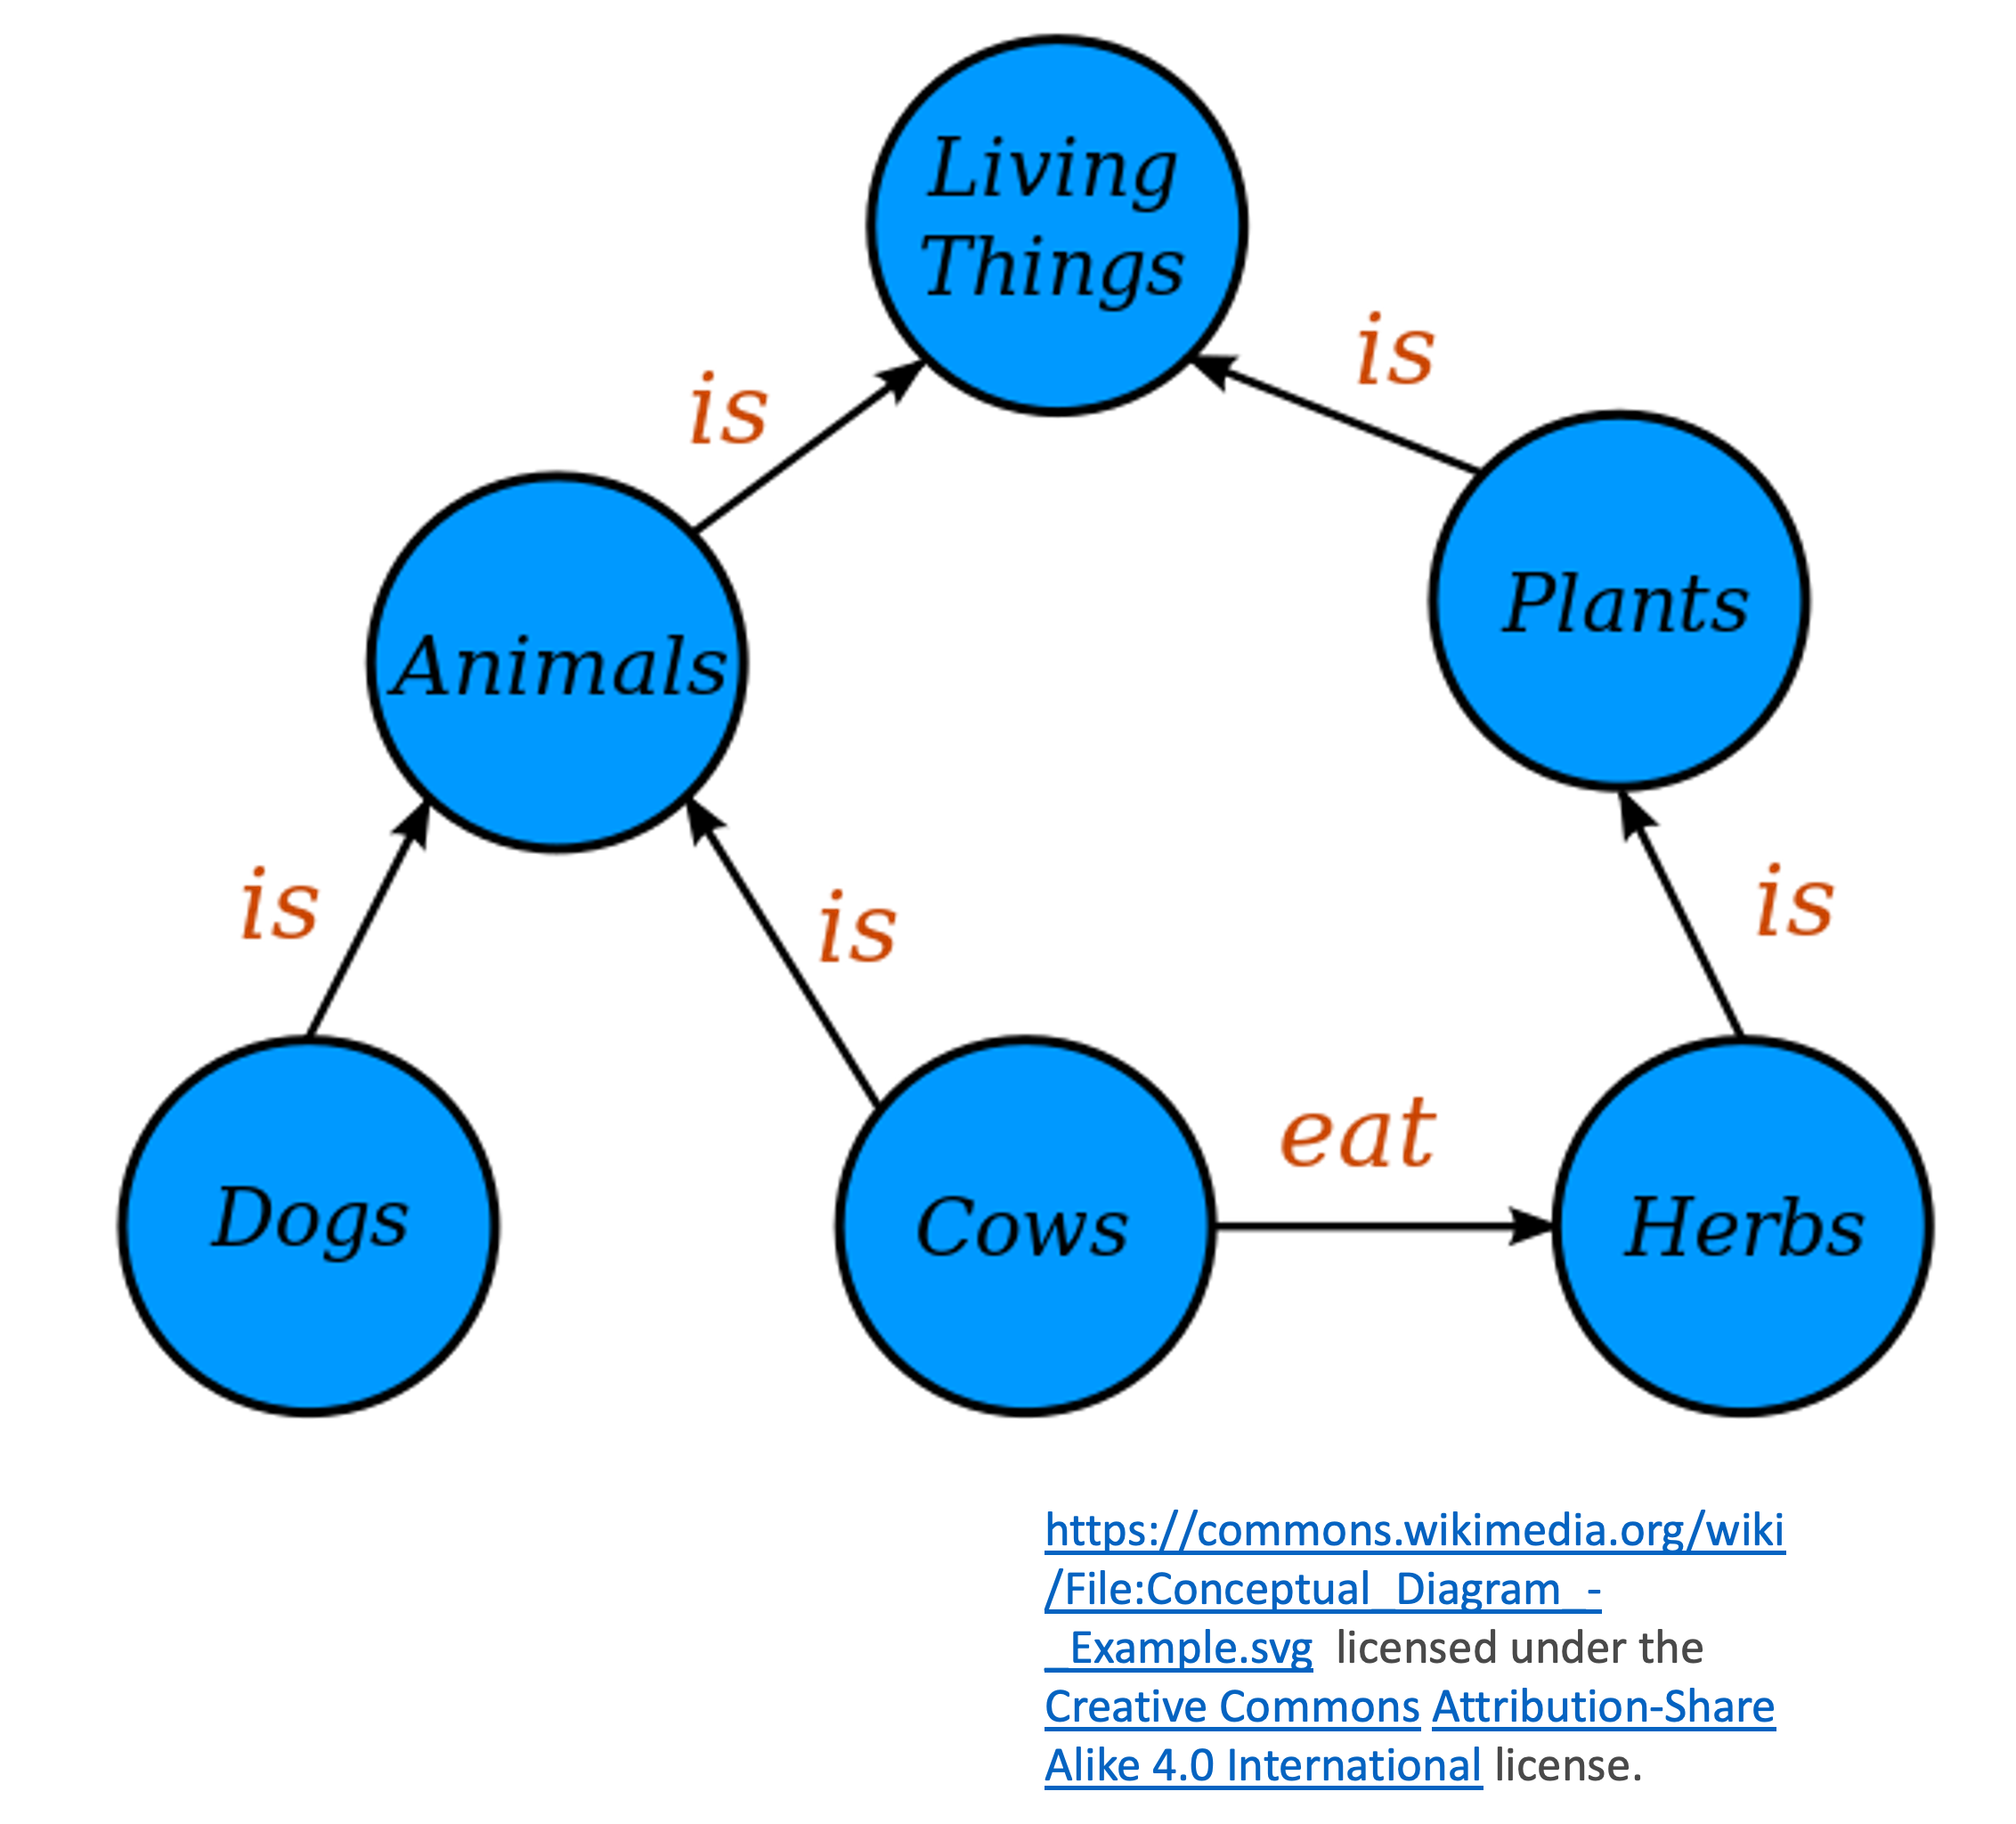 Living
Things
is
is
Animals
Plants
is
is
is
eat
Dogs
Cows
Herbs
https://commons.wikimedia.org/wiki
/File:Conceptual_Diagram_-
_Example.svg licensed under the
Creative Commons Attribution-Share
Alike 4.0 International license.